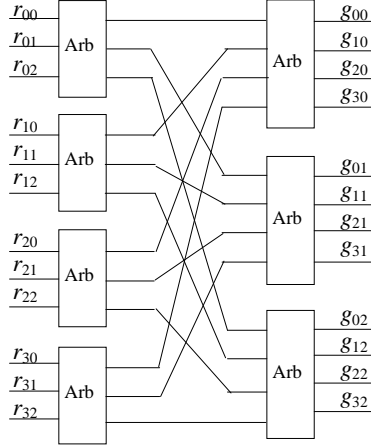 r00
r01
r02
Arb
r10
r11
r12
Arb
r20
r21
r22
Arb
r30
r31
r32
Arb
Arb
g00
g10
g20
g30
Arb
g01
g11
g21
g31
Arb
g02
g12
g22
g32